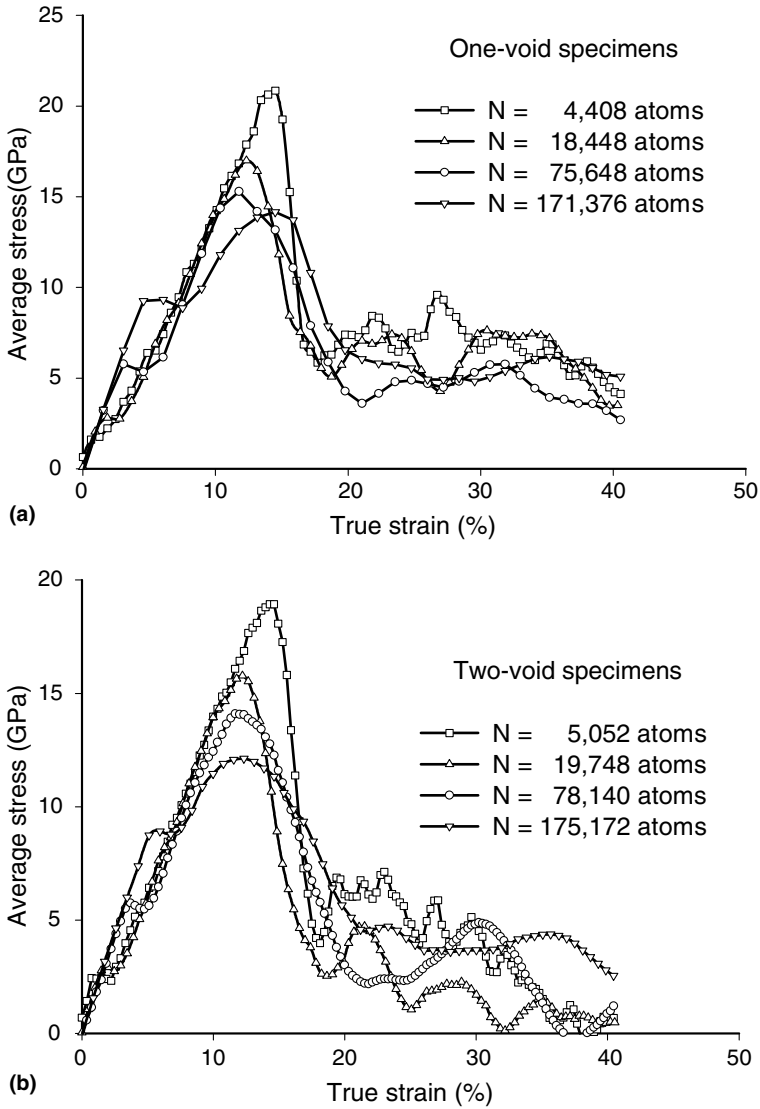 25
20
15
10
5
0
Average stress(GPa)
One-void specimens
N = 4,408 atoms
N = 18,448 atoms
N = 75,648 atoms
N = 171,376 atoms
0 10 20 30 40 50
True strain (%)
(a)
20
15
10
5
0
Average stress (GPa)
Two-void specimens
N = 5,052 atoms
N = 19,748 atoms
N = 78,140 atoms
N = 175,172 atoms
0 10 20 30 40 50
True strain (%)
(b)